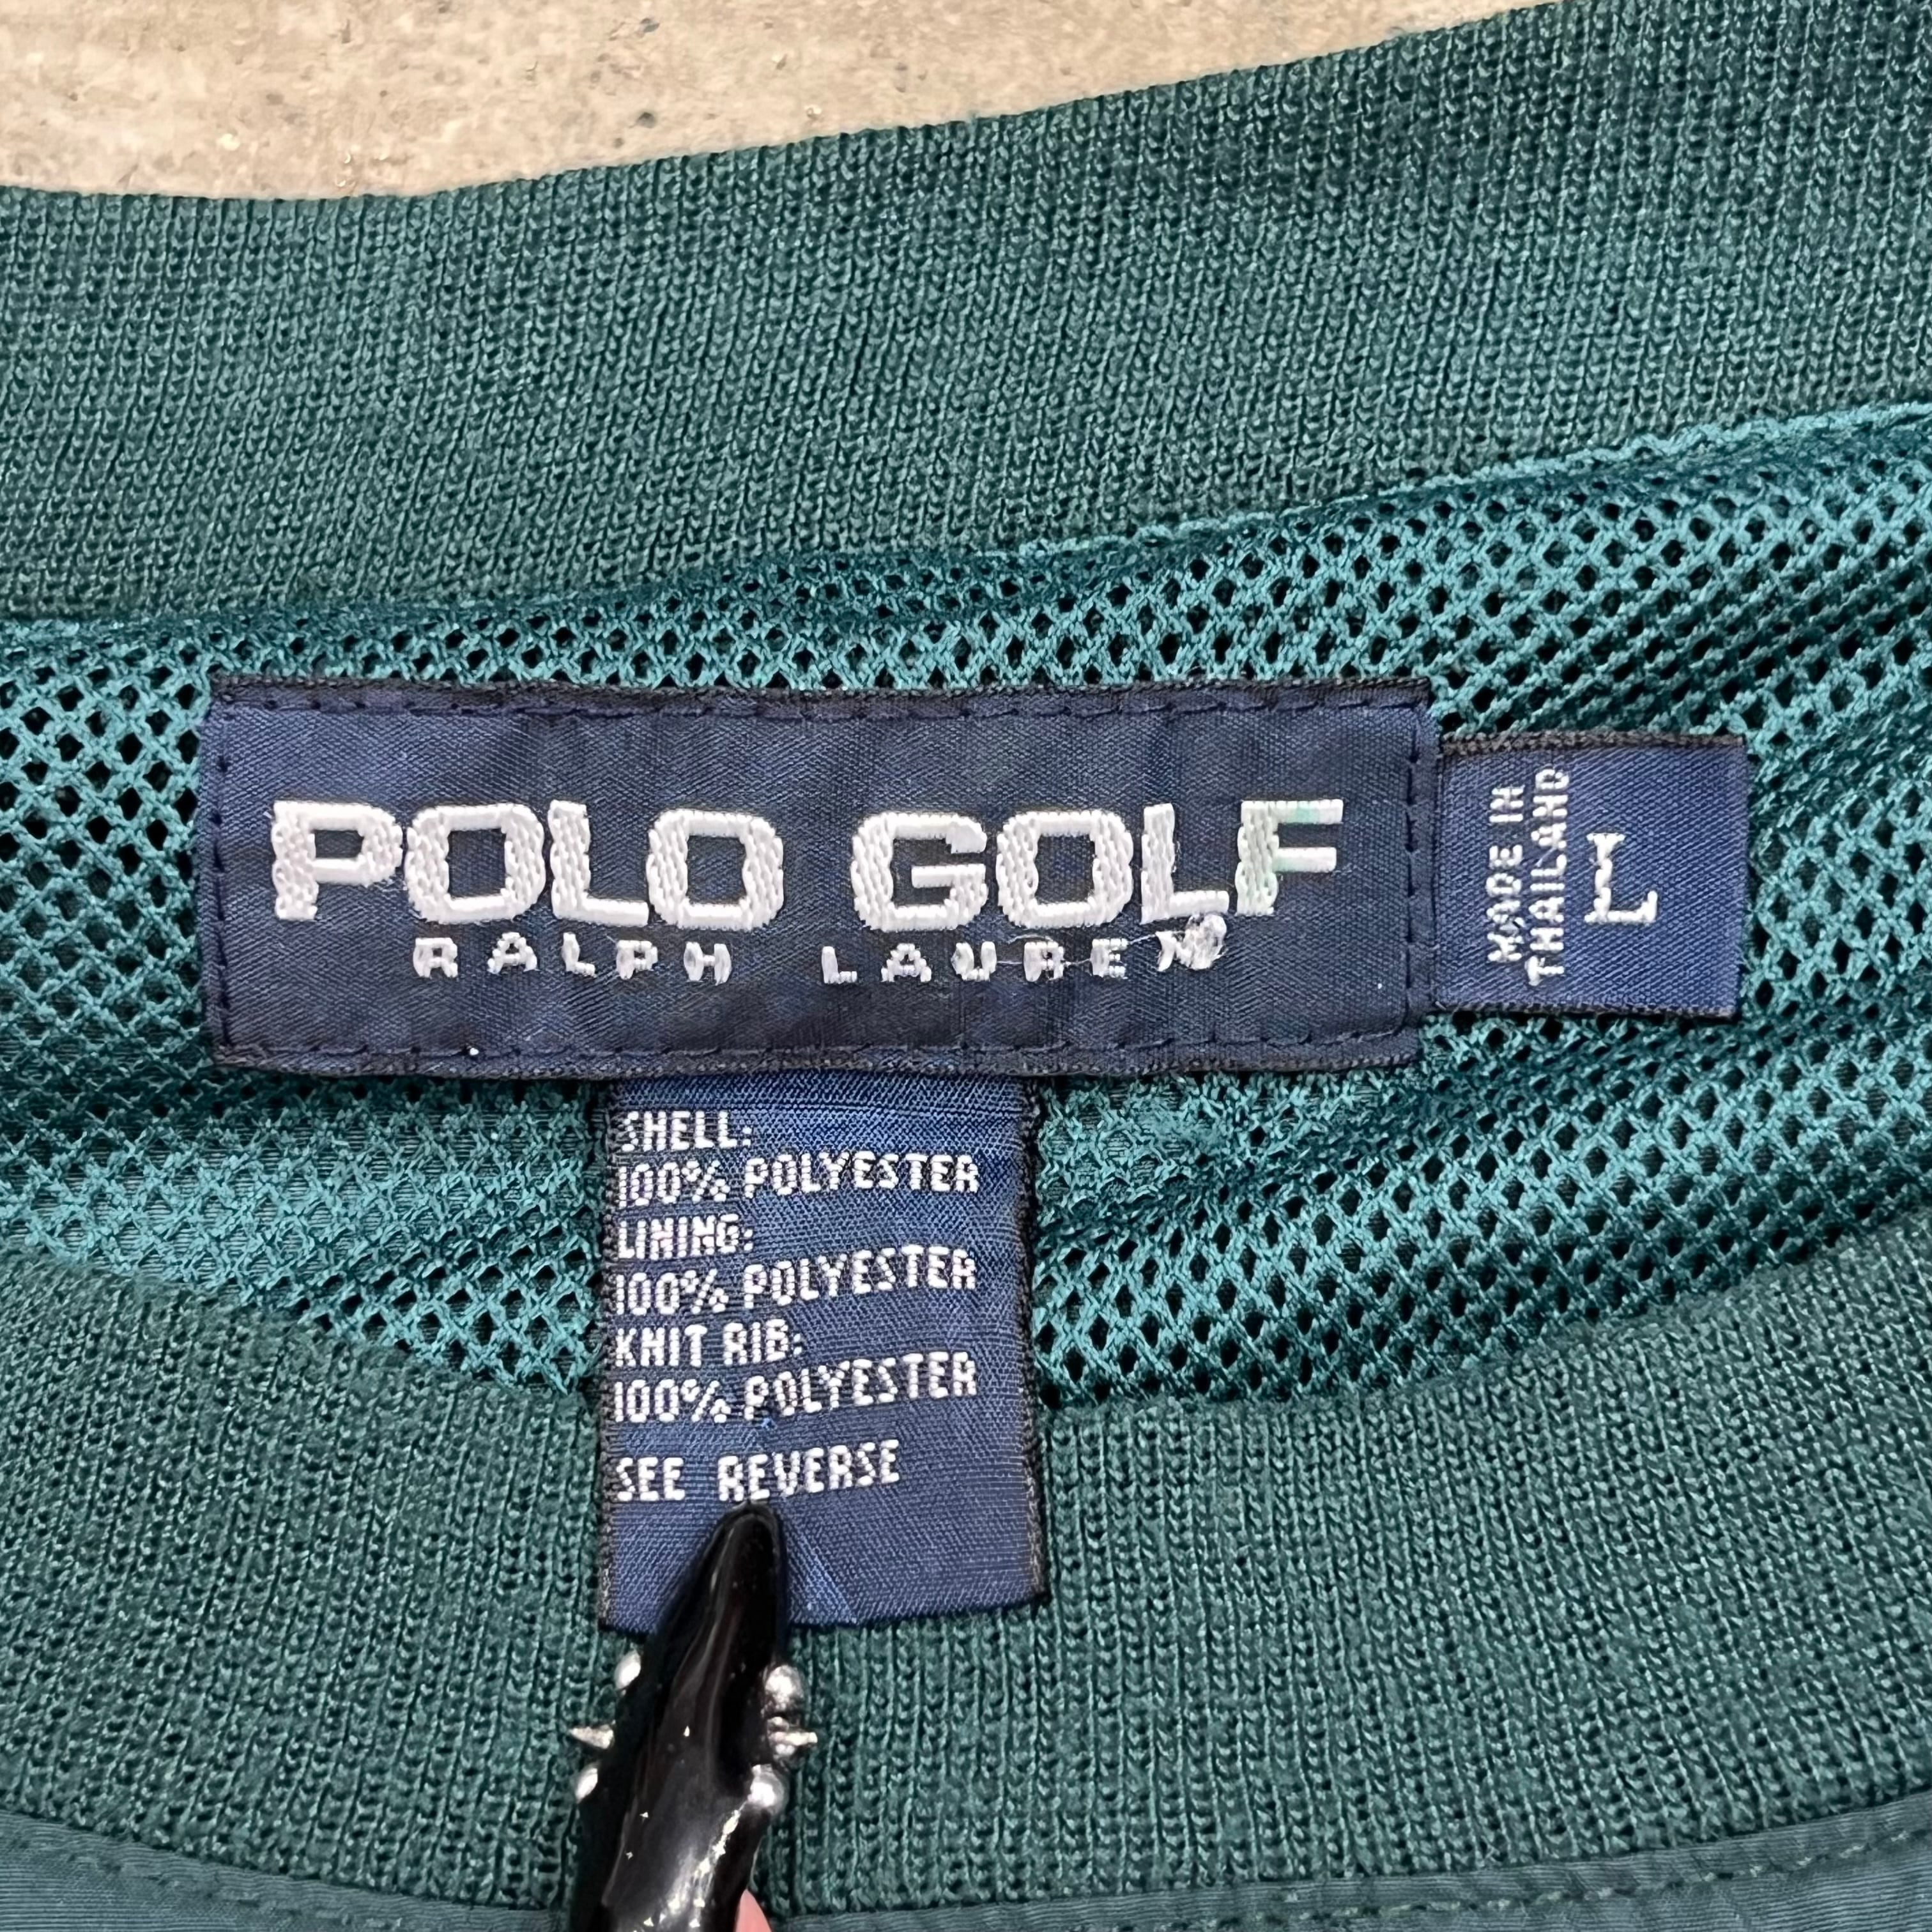 POLO GOLF
RALPH LAUREN
MADE IN
THAILAND
L
SHELL:
100% POLYESTER
LINING:
100% POLYESTER
KNIT RIB:
100% POLYESTER
SEE REVERSE